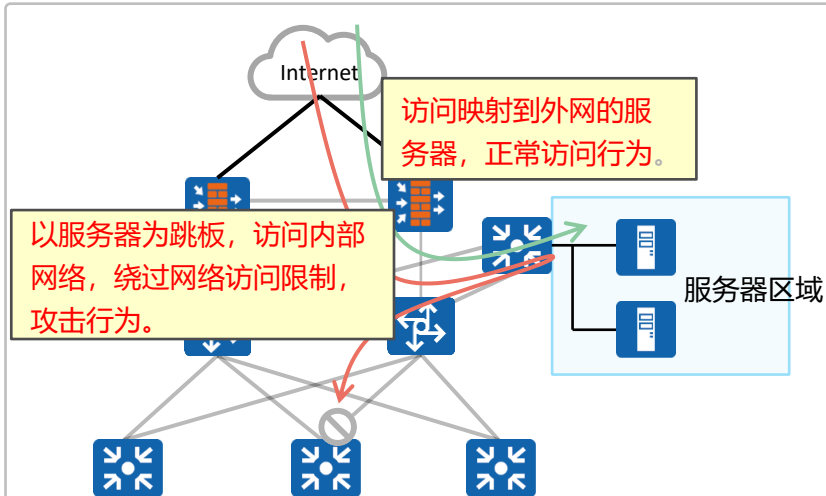 Internet
访问映射到外网的服
务器，正常访问行为。
以服务器为跳板，访问内部
网络，绕过网络访问限制，
攻击行为。
服务器区域